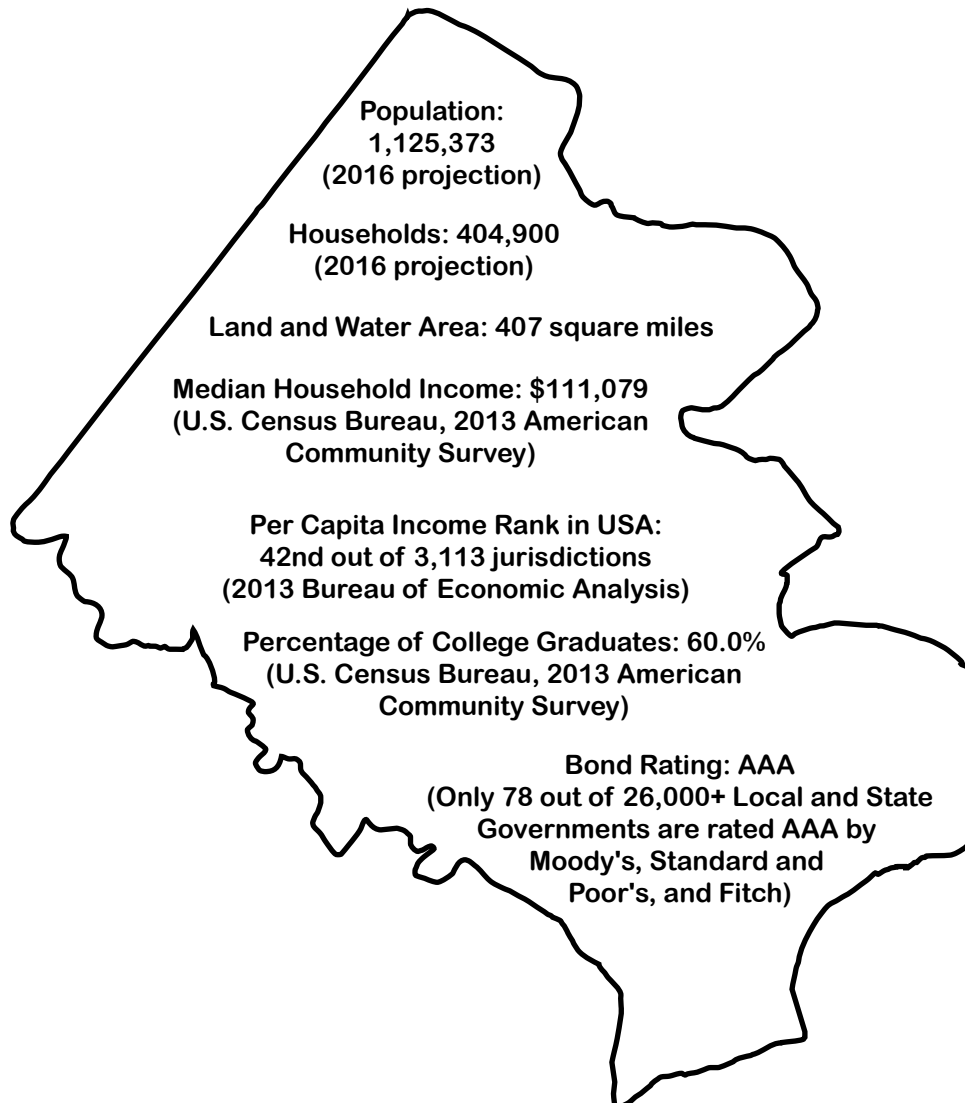 Population:
1,125,373
(2016 projection)
Households: 404,900
(2016 projection)
Land and Water Area: 407 square miles
Median Household Income: $111,079
(U.S. Census Bureau, 2013 American
Community Survey)
Per Capita Income Rank in USA:
42nd out of 3,113 jurisdictions
(2013 Bureau of Economic Analysis)
Percentage of College Graduates: 60.0%
(U.S. Census Bureau, 2013 American
Community Survey)
Bond Rating: AAA
(Only 78 out of 26,000+ Local and State
Governments are rated AAA by
Moody's, Standard and
Poor's, and Fitch)